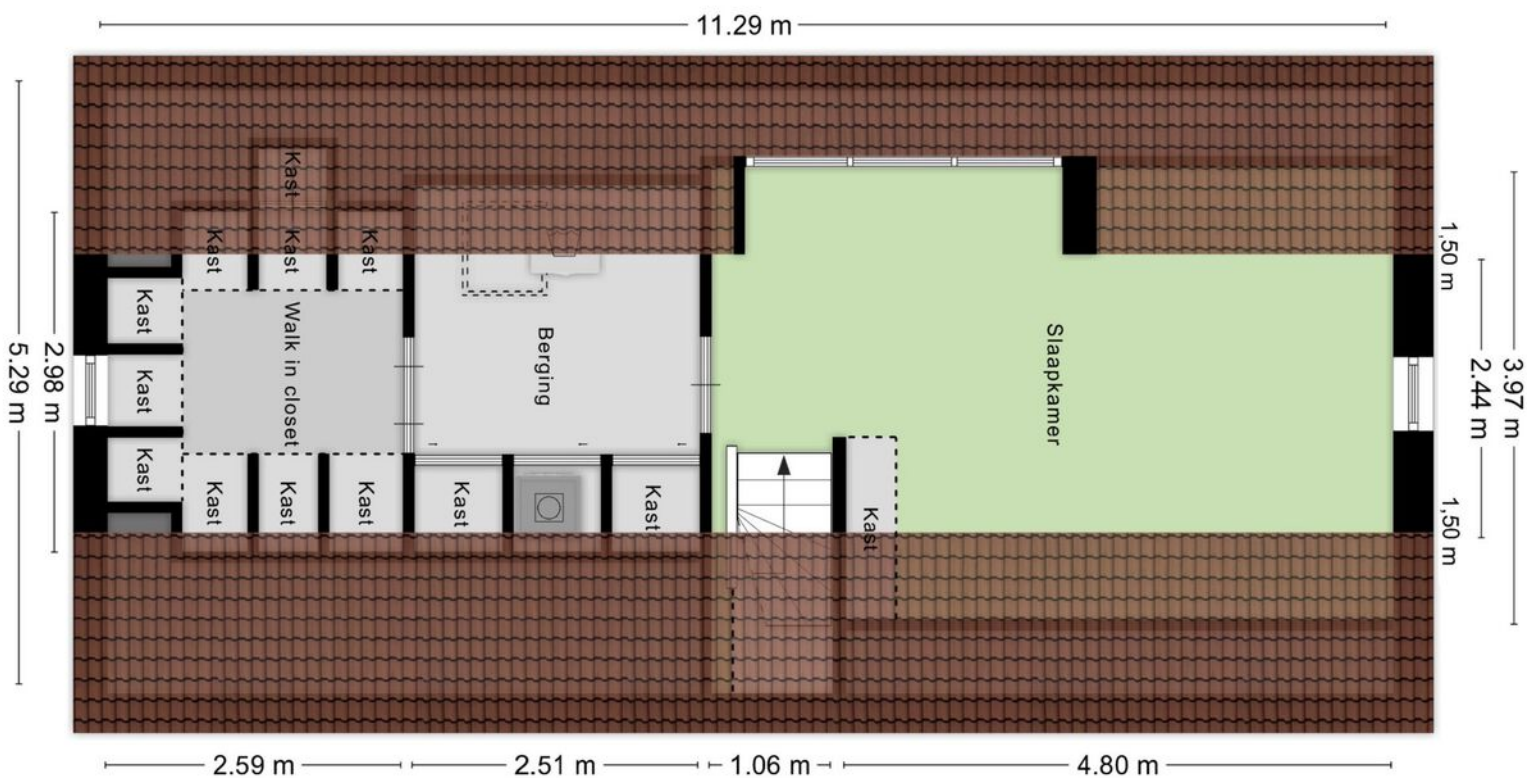 11.29 m
Kast
Kast
Kast
Kast
1,50 m
Kast
Walk in closet
Berging
Slaapkamer
5.29 m
2.98 m
Kast
2.44 m
3.97 m
Kast
Kast
Kast
Kast
Kast
Kast
Kast
1,50 m
2.59 m
2.51 m
1.06 m
4.80 m